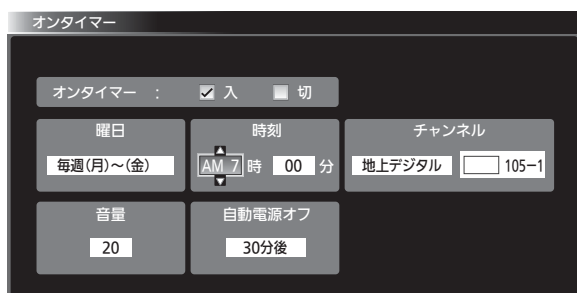 オンタイマー
オンタイマー : 入 切
曜日 時刻 チャンネル
毎週(月)~(金) AM 7 時 00 分 地上デジタル 105-1
音量 自動電源オフ
20 30分後